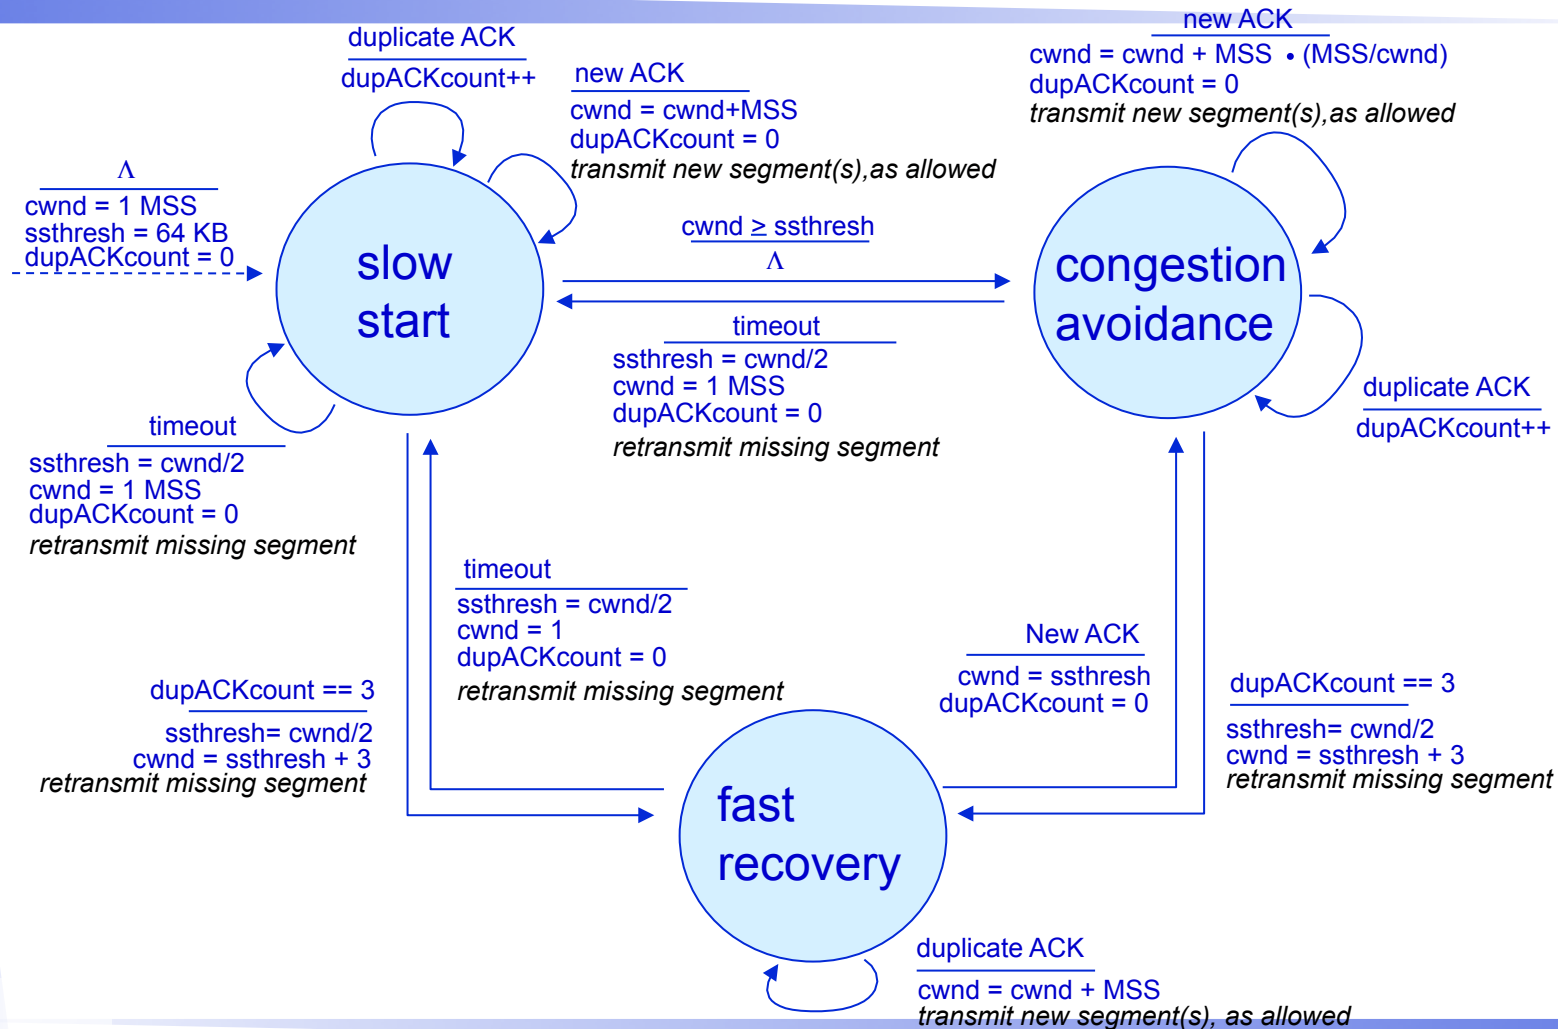 duplicate ACK
dupACKcount++
new ACK
cwnd = cwnd+MSS
dupACKcount = 0
transmit new segment(s),as allowed
new ACK
cwnd = cwnd + MSS • (MSS/cwnd)
dupACKcount = 0
transmit new segment(s),as allowed
Λ
cwnd = 1 MSS
ssthresh = 64 KB
dupACKcount = 0
slow
start
cwnd ≥ ssthresh
Λ
congestion
avoidance
timeout
ssthresh = cwnd/2
cwnd = 1 MSS
dupACKcount = 0
retransmit missing segment
duplicate ACK
dupACKcount++
timeout
ssthresh = cwnd/2
cwnd = 1 MSS
dupACKcount = 0
retransmit missing segment
timeout
ssthresh = cwnd/2
cwnd = 1
dupACKcount = 0
retransmit missing segment
New ACK
cwnd = ssthresh
dupACKcount = 0
dupACKcount == 3
ssthresh= cwnd/2
cwnd = ssthresh + 3
retransmit missing segment
dupACKcount == 3
ssthresh= cwnd/2
cwnd = ssthresh + 3
retransmit missing segment
fast
recovery
duplicate ACK
cwnd = cwnd + MSS
transmit new segment(s), as allowed